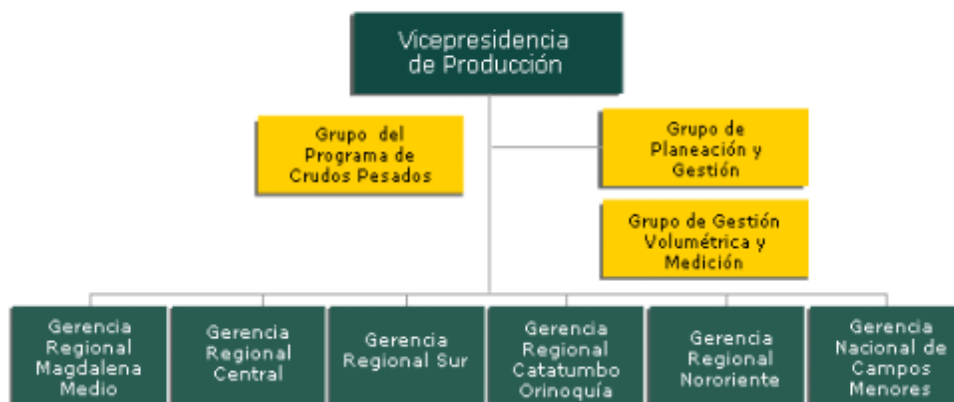 Vicepresidencia
de Producción
Grupo del
Programa de
Crudos Pesados
Grupo de
Planeación y
Gestión
Grupo de Gestión
Volumétrica y
Medición
Gerencia
Regional
Magdalena
Medio
Gerencia
Regional
Central
Gerencia
Regional Sur
Gerencia
Regional
Catatumbo
Orinoquía
Gerencia
Regional
Nororiente
Gerencia
Nacional de
Campos
Menores